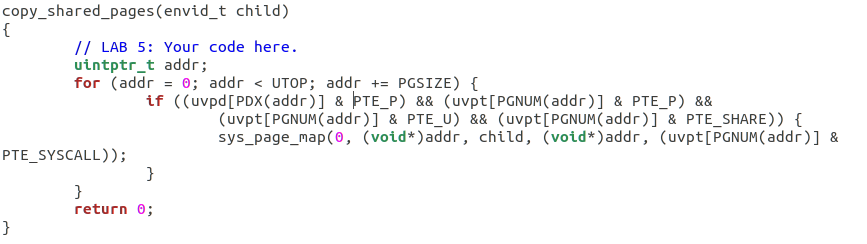 copy_shared_pages(envid_t child)
{
        // LAB 5: Your code here.
        uintptr_t addr;
        for (addr = 0; addr < UTOP; addr += PGSIZE) {
                if ((uvpd[PDX(addr)] & PTE_P) && (uvpt[PGNUM(addr)] & PTE_P) &&
                        (uvpt[PGNUM(addr)] & PTE_U) && (uvpt[PGNUM(addr)] & PTE_SHARE)) {
                        sys_page_map(0, (void*)addr, child, (void*)addr, (uvpt[PGNUM(addr)] &
PTE_SYSCALL));
                }
        }
        return 0;
}